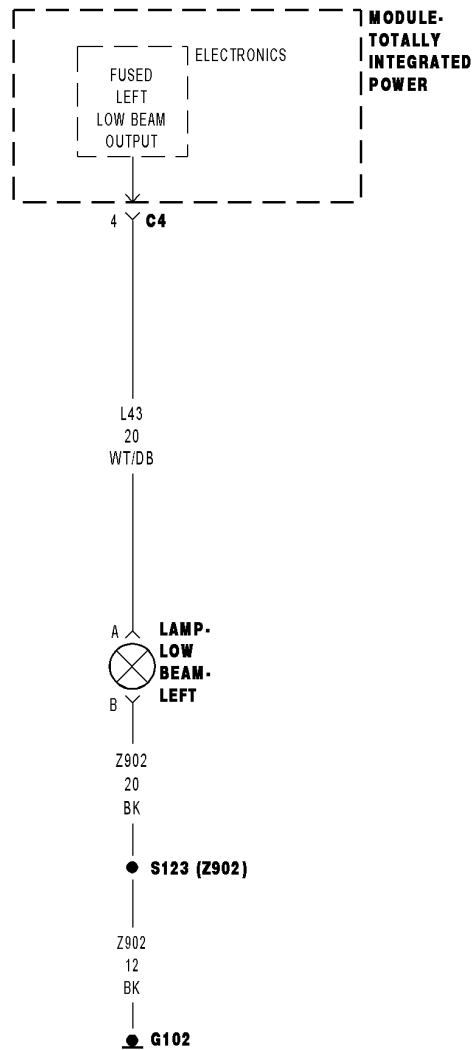 MODULE-
TOTALLY
INTEGRATED
POWER
ELECTRONICS
FUSED
LEFT
LOW BEAM
OUTPUT
4 C4
L43
20
WT/DB
A
LAMP-
LOW
BEAM-
LEFT
B
Z902
20
BK
S123 (Z902)
Z902
12
BK
G102